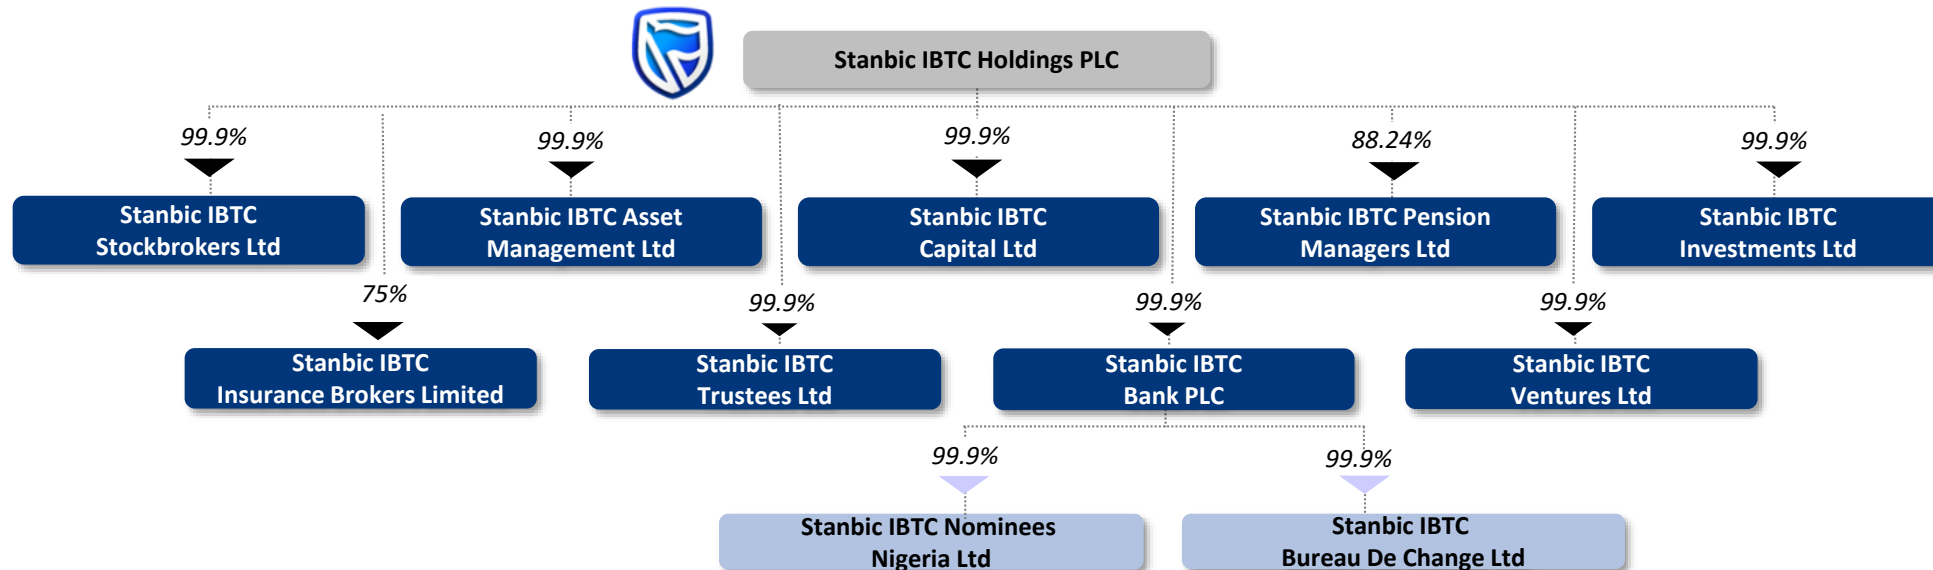 Stanbic IBTC Holdings PLC
99.9%
99.9%
99.9%
88.24%
99.9%
Stanbic IBTC
Stockbrokers Ltd
Stanbic IBTC Asset
Management Ltd
Stanbic IBTC
Capital Ltd
Stanbic IBTC Pension
Managers Ltd
Stanbic IBTC
Investments Ltd
75%
99.9%
99.9%
99.9%
Stanbic IBTC
Insurance Brokers Limited
Stanbic IBTC
Trustees Ltd
Stanbic IBTC
Bank PLC
Stanbic IBTC
Ventures Ltd
99.9%
99.9%
Stanbic IBTC Nominees
Nigeria Ltd
Stanbic IBTC
Bureau De Change Ltd